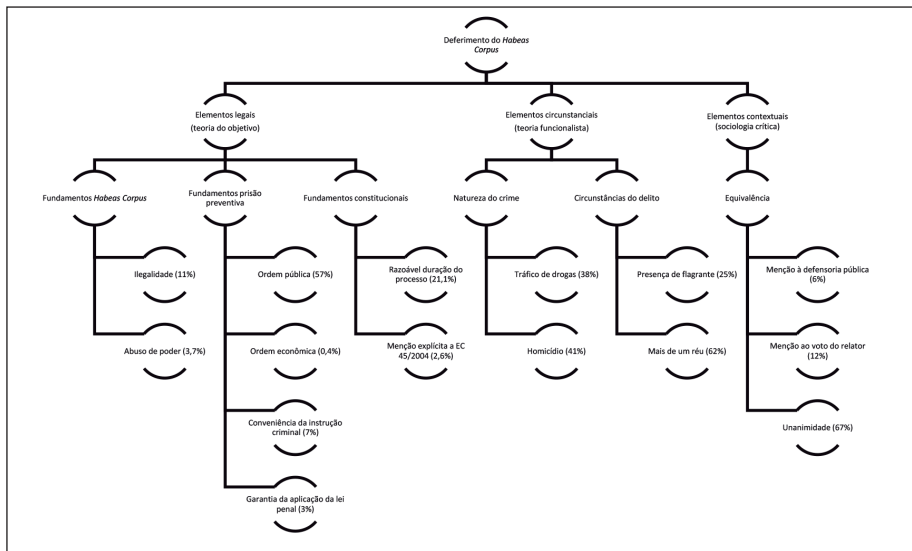 Deferimento do Habeas
Corpus
Elementos legais
(teoria do objetivo)
Elementos circunstanciais
(teoria funcionalista)
Elementos contextuais
(sociologia crítica)
Fundamentos Habeas Corpus
Fundamentos prisão
preventiva
Fundamentos constitucionais
Natureza do crime
Circunstâncias do delito
Equivalência
Ilegalidade (11%)
Ordem pública (57%)
Razoável duração do
processo (21,1%)
Tráfico de drogas (38%)
Presença de flagrante (25%)
Menção à defensoria pública
(6%)
Abuso de poder (3,7%)
Ordem econômica (0,4%)
Menção explícita a EC
45/2004 (2,6%)
Homicídio (41%)
Mais de um réu (62%)
Menção ao voto do relator
(12%)
Conveniência da instrução
criminal (7%)
Unanimidade (67%)
Garantia da aplicação da lei
penal (3%)